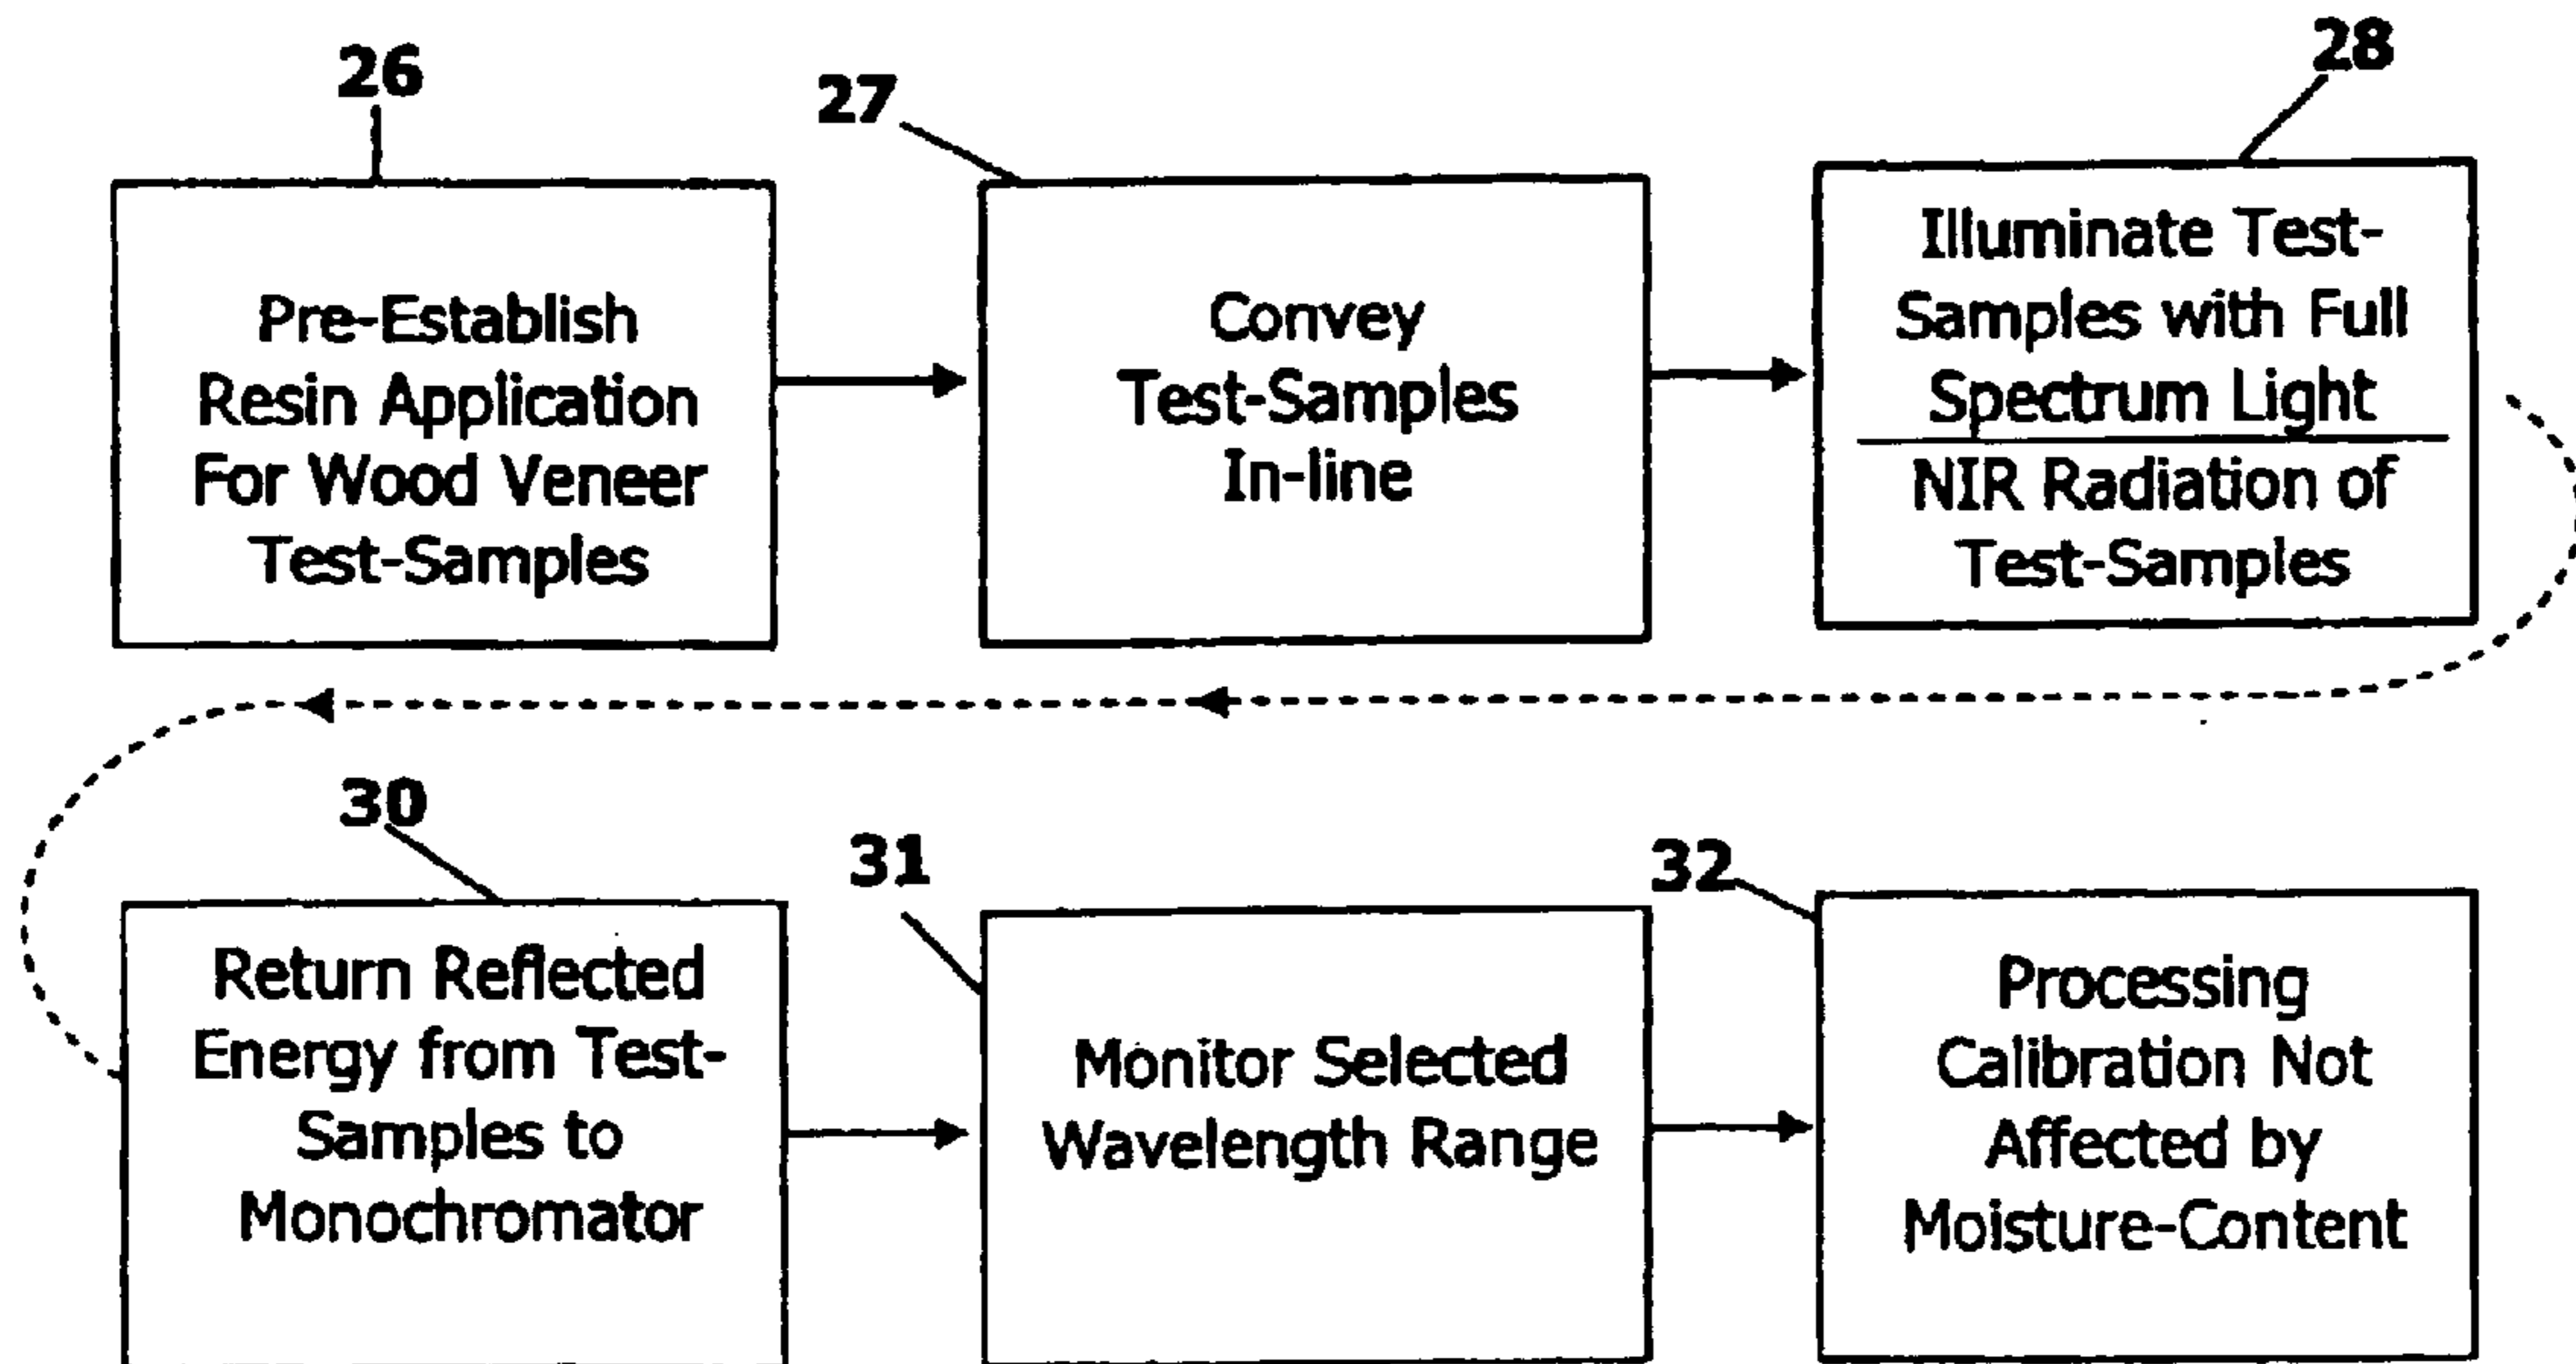 26
Pre-Establish
Resin Application
For Wood Veneer
Test-Samples
27
Convey
Test-Samples
In-line
28
Illuminate Test-
Samples with Full
Spectrum Light
NIR Radiation of
Test-Samples
30
Return Reflected
Energy from Test-
Samples to
Monochromator
31
Monitor Selected
Wavelength Range
32
Processing
Calibration Not
Affected by
Moisture-Content